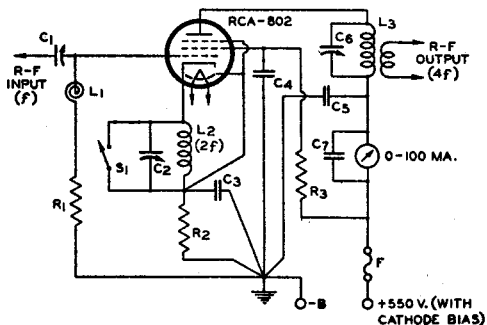 RCA-802
C1
R-F
INPUT
(f)
L1
C6
L3
R-F
OUTPUT
(4f)
C4
C5
L2
(2f)
S1
C2
C7
0-100 MA.
C3
R1
R2
R3
F
-B
+550 V. (WITH
CATHODE BIAS)